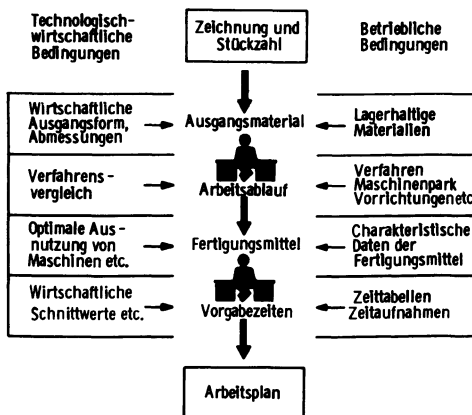 Technologisch-
wirtschaftliche
Bedingungen
Zeichnung und
Stückzahl
Betriebliche
Bedingungen
Wirtschaftliche
Ausgangsform,
Abmessungen
Ausgangsmaterial
Lagerhaltige
Materialien
Verfahrens-
vergleich
Arbeitsablauf
Verfahren
Maschinenpark
Vorrichtungenetc.
Optimale Aus-
nutzung von
Maschinen etc.
Fertigungsmittel
Charakteristische
Daten der
Fertigungsmittel
Wirtschaftliche
Schnittwerte etc.
Vorgabezeiten
Zeittabellen
Zeitaufnahmen
Arbeitsplan